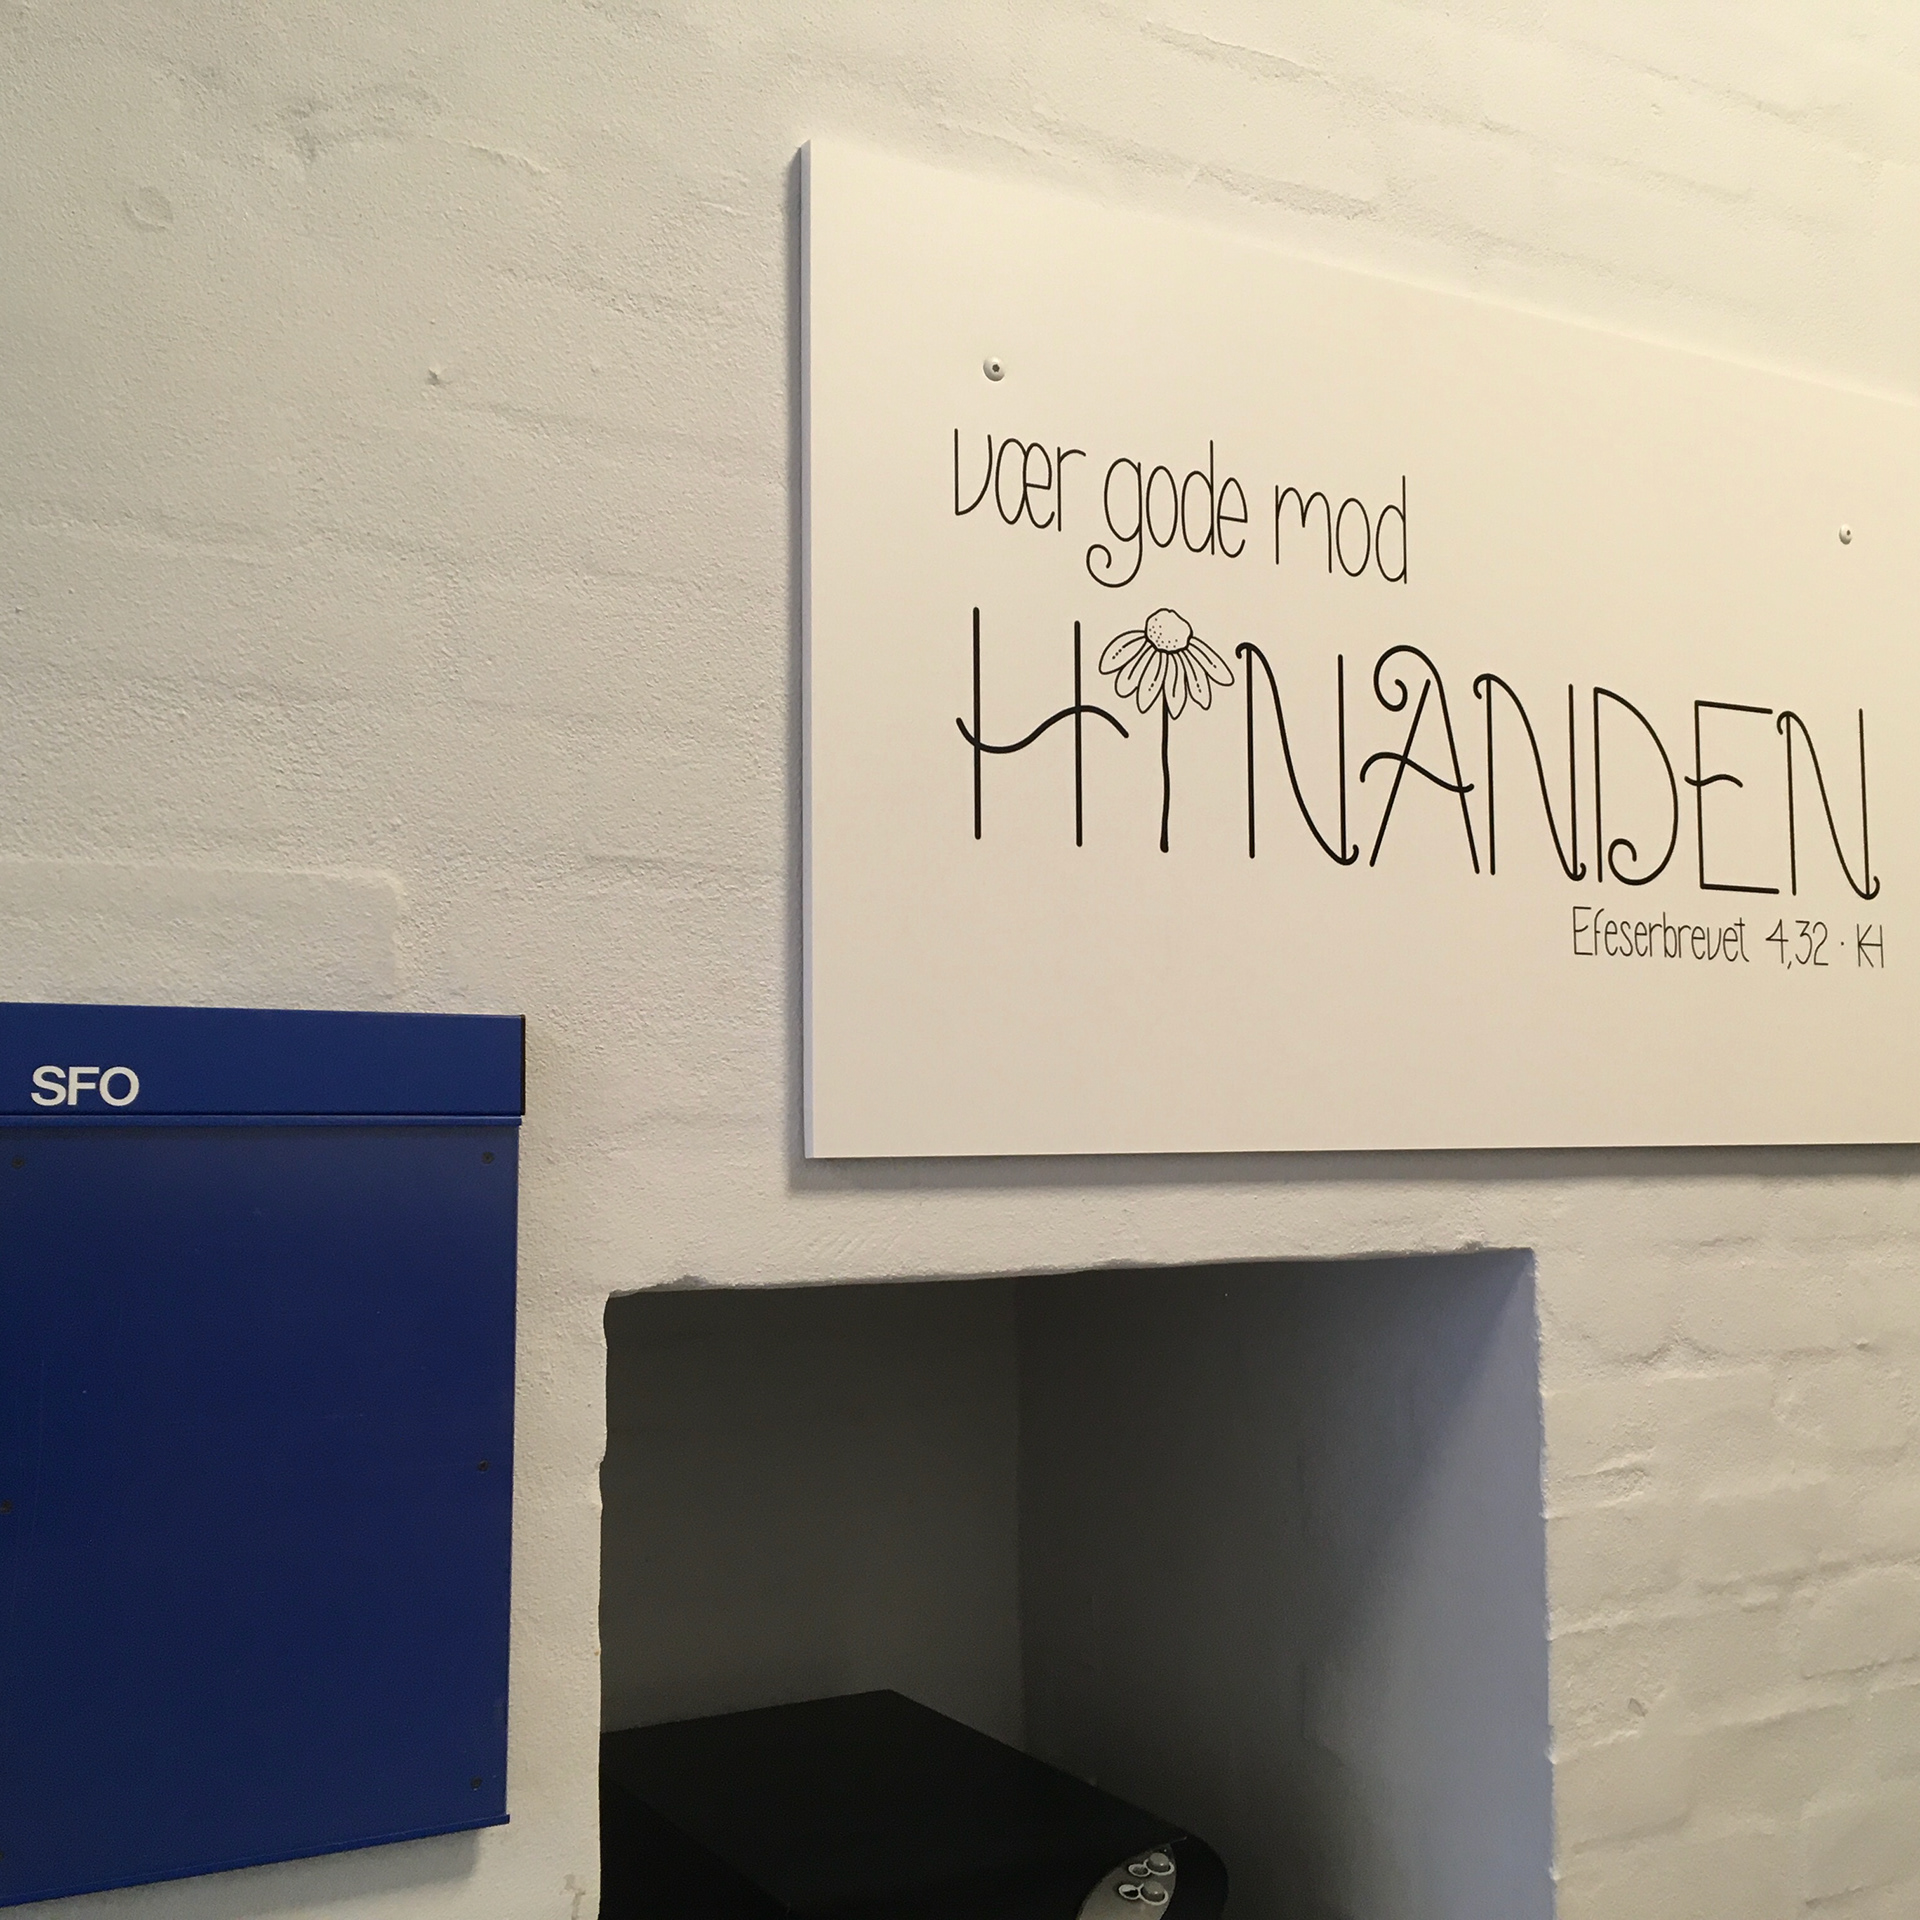 vær gode mod
HiNANDEN
Efeserbrevet 4,32 · KH
SFO